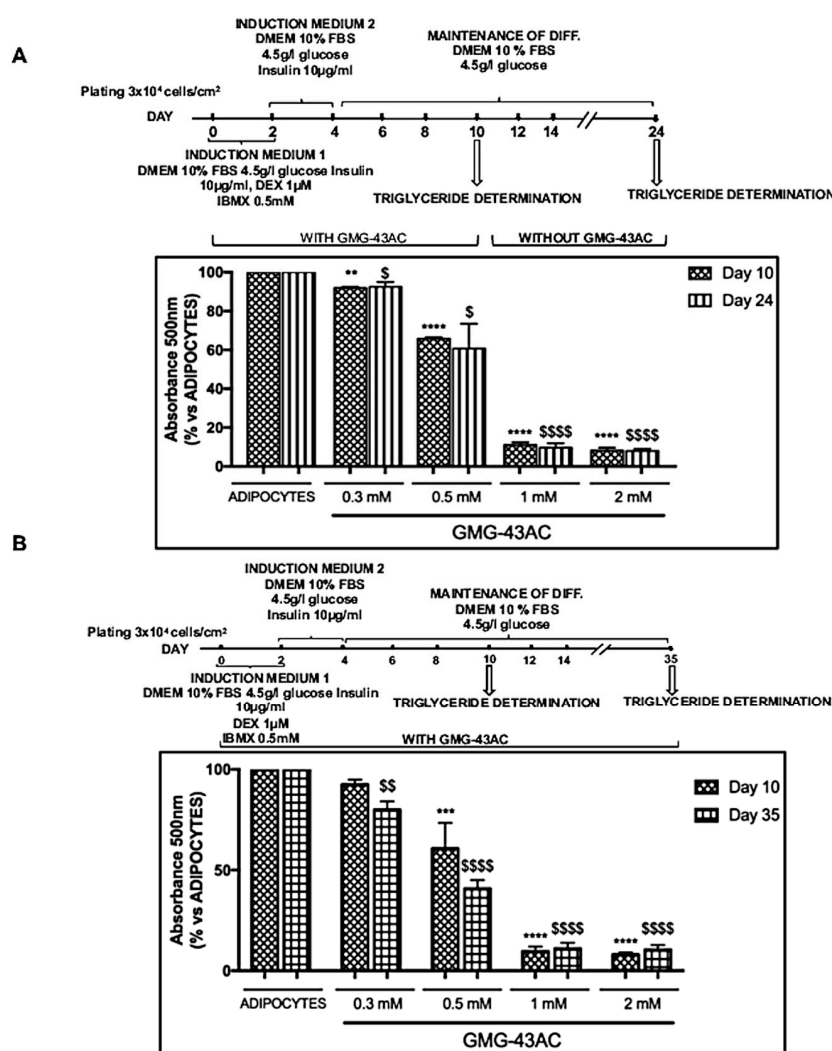 A
INDUCTION MEDIUM 2
DMEM 10% FBS
4.5g/l glucose
Insulin 10µg/ml
MAINTENANCE OF DIFF.
DMEM 10 % FBS
4.5g/l glucose
Plating 3x10⁴ cells/cm²
DAY
0 2 4 6 8 10 12 14 24
INDUCTION MEDIUM 1
DMEM 10% FBS 4.5g/l glucose Insulin
10µg/ml, DEX 1µM
IBMX 0.5mM
TRIGLYCERIDE DETERMINATION
TRIGLYCERIDE DETERMINATION
WITH GMG-43AC
WITHOUT GMG-43AC
Absorbance 500nm
(% vs ADIPOCYTES)
100
80
60
40
20
0
** $
**** $
**** $$$$
**** $$$$
Day 10
Day 24
ADIPOCYTES 0.3 mM 0.5 mM 1 mM 2 mM
GMG-43AC
B
INDUCTION MEDIUM 2
DMEM 10% FBS
4.5g/l glucose
Insulin 10µg/ml
MAINTENANCE OF DIFF.
DMEM 10 % FBS
4.5g/l glucose
Plating 3x10⁴ cells/cm²
DAY
0 2 4 6 8 10 12 14 35
INDUCTION MEDIUM 1
DMEM 10% FBS 4.5g/l glucose Insulin
10µg/ml
DEX 1µM
IBMX 0.5mM
TRIGLYCERIDE DETERMINATION
TRIGLYCERIDE DETERMINATION
WITH GMG-43AC
Absorbance 500nm
(% vs ADIPOCYTES)
100
50
0
$$
*** $$$$
**** $$$$
**** $$$$
Day 10
Day 35
ADIPOCYTES 0.3 mM 0.5 mM 1 mM 2 mM
GMG-43AC